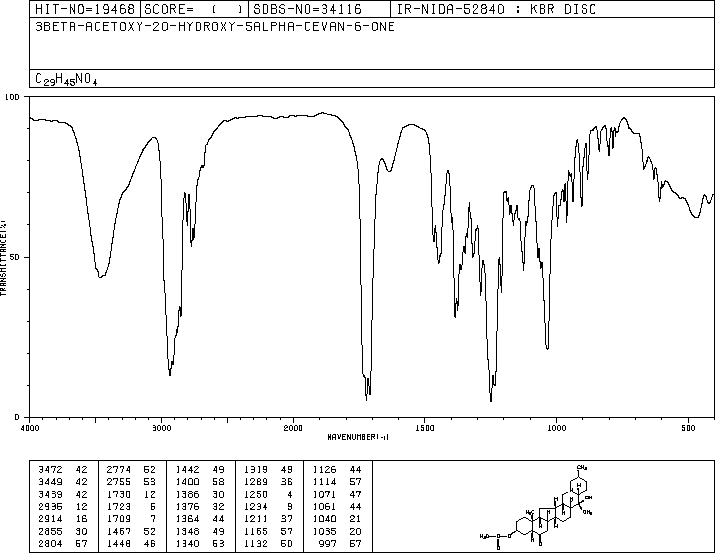 HIT-NO=19468 SCORE= ( ) SDBS-NO=34116 IR-NIDA-52840 : KBR DISC
3BETA-ACETOXY-20-HYDROXY-5ALPHA-CEVAN-6-ONE
C29H45NO4
100
50
0
TRANSMITTANCE(%)
4000 3000 2000 1500 1000 500
WAVENUMBER(-1)
3472 42 2774 62 1442 49 1319 49 1126 44
3449 42 2755 53 1400 58 1289 36 1114 57
3439 42 1730 12 1386 30 1250 4 1071 47
2936 12 1723 6 1376 32 1234 9 1061 44
2914 16 1709 7 1364 44 1211 37 1040 21
2855 30 1467 52 1348 49 1165 57 1035 20
2804 57 1448 46 1340 53 1132 60 997 57
CH3
OH
CH3